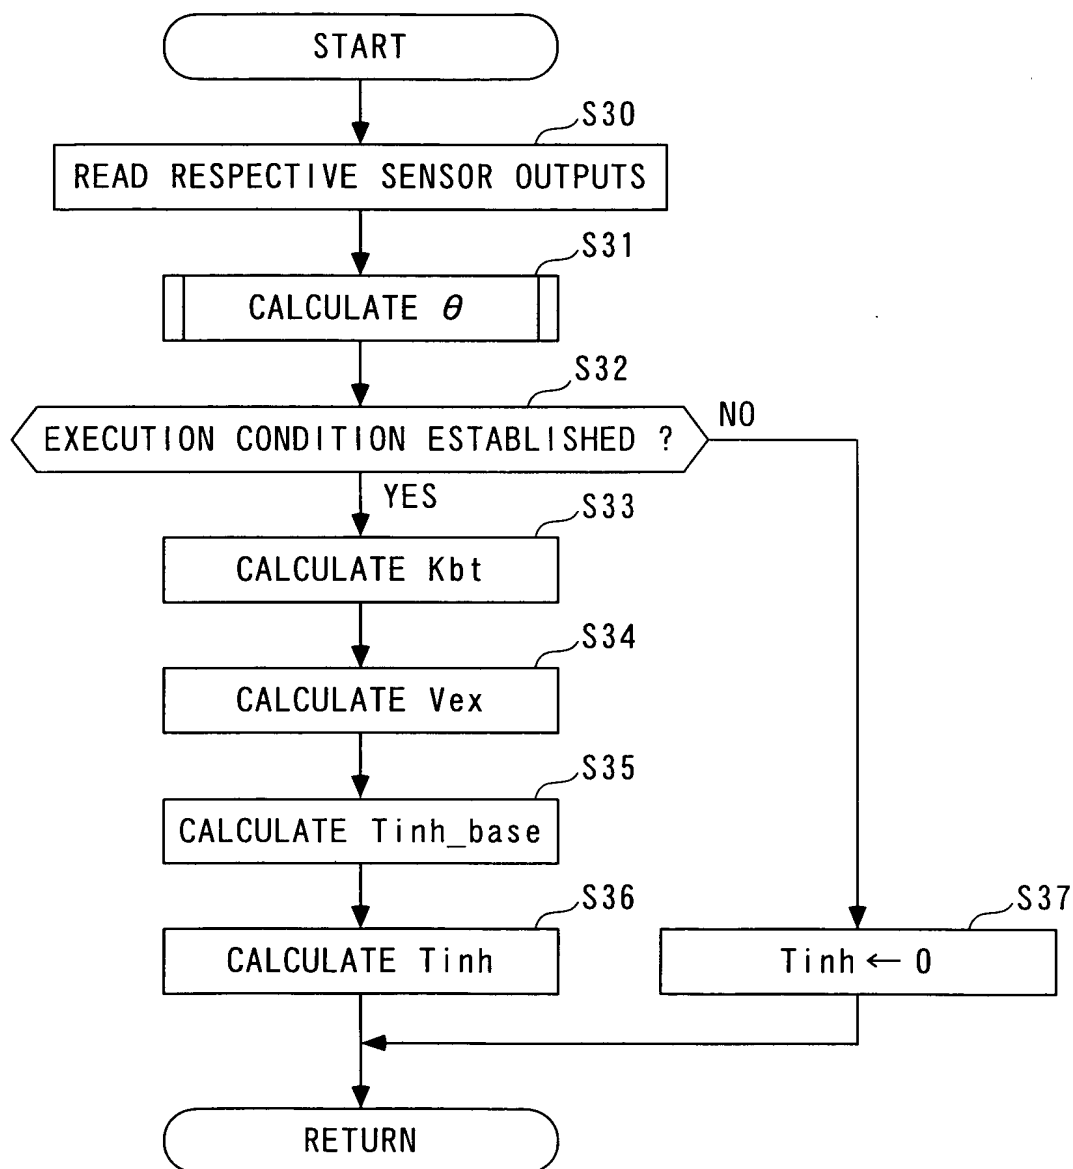 START
S30
READ RESPECTIVE SENSOR OUTPUTS
S31
CALCULATE θ
S32
EXECUTION CONDITION ESTABLISHED ?
NO
YES
S33
CALCULATE Kbt
S34
CALCULATE Vex
S35
CALCULATE Tinh_base
S36
CALCULATE Tinh
S37
Tinh ← 0
RETURN